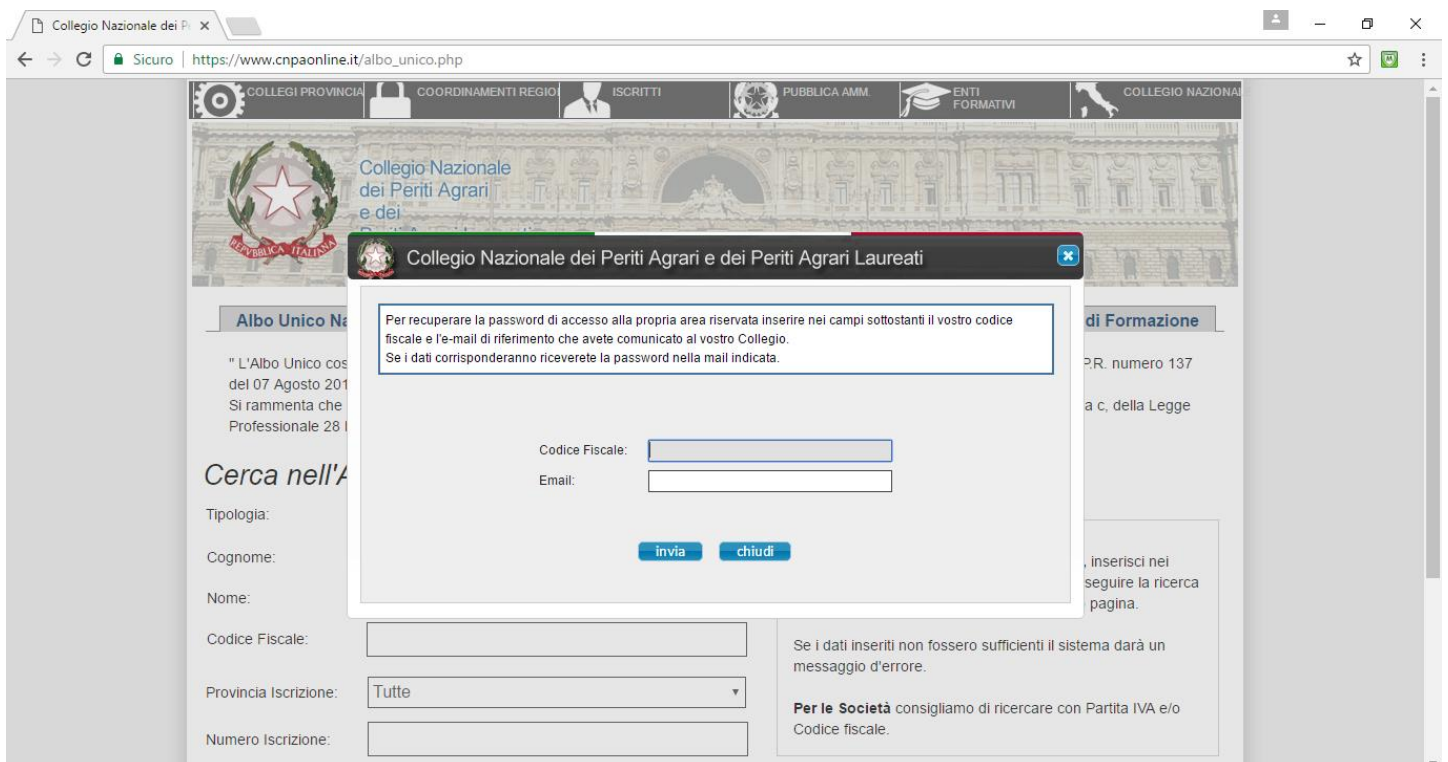 Collegio Nazionale dei P
Sicuro
https://www.cnpaonline.it/albo_unico.php
COLLEGI PROVINCIA
COORDINAMENTI REGIO
ISCRITTI
PUBBLICA AMM.
ENTI
FORMATIVI
COLLEGIO NAZIONAL
Collegio Nazionale
dei Periti Agrari
e dei
REPVBBLICA ITALIANA
Collegio Nazionale dei Periti Agrari e dei Periti Agrari Laureati
Albo Unico Na
di Formazione
Per recuperare la password di accesso alla propria area riservata inserire nei campi sottostanti il vostro codice
fiscale e l'e-mail di riferimento che avete comunicato al vostro Collegio.
Se i dati corrisponderanno riceverete la password nella mail indicata.
" L'Albo Unico cos
P.R. numero 137
del 07 Agosto 201
Si rammenta che
a c, della Legge
Professionale 28
Codice Fiscale:
Email:
invia
chiudi
Cerca nell'A
Tipologia:
Cognome:
Nome:
Codice Fiscale:
Provincia Iscrizione:
Tutte
Numero Iscrizione:
, inserisci nei
seguire la ricerca
pagina.
Se i dati inseriti non fossero sufficienti il sistema darà un
messaggio d'errore.
Per le Società consigliamo di ricercare con Partita IVA e/o
Codice fiscale.